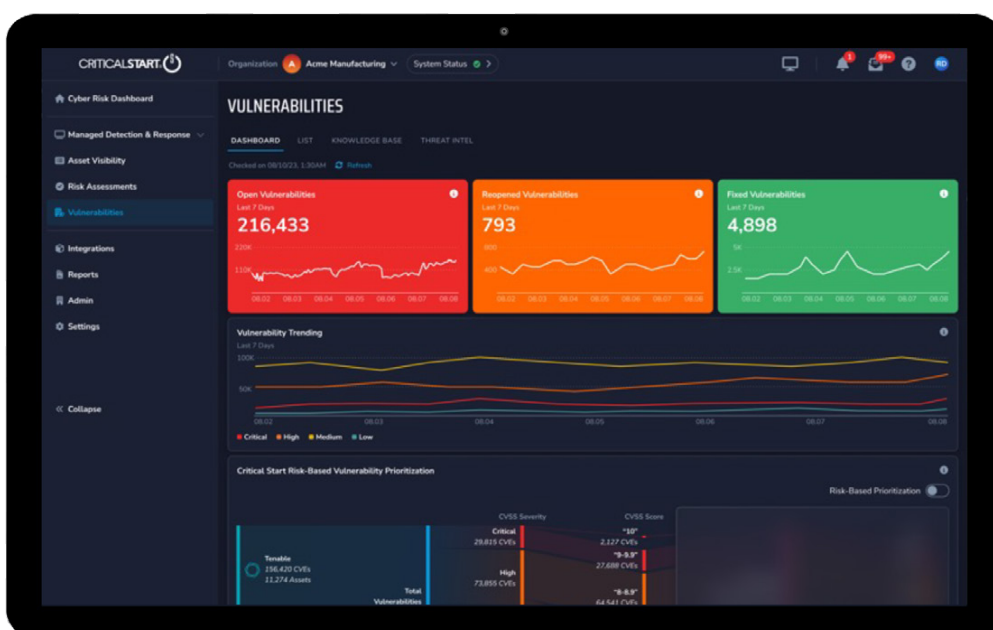 CRITICALSTART
Organization A Acme Manufacturing System Status
1 99+ ? RD
Cyber Risk Dashboard
Managed Detection & Response
Asset Visibility
Risk Assessments
Vulnerabilities
Integrations
Reports
Admin
Settings
Collapse
VULNERABILITIES
DASHBOARD LIST KNOWLEDGE BASE THREAT INTEL
Checked on 08/10/23, 1:30AM Refresh
Open Vulnerabilities
Last 7 Days
216,433
220K
110K
08.02 08.03 08.04 08.05 08.06 08.07 08.08
Reopened Vulnerabilities
Last 7 Days
793
800
400
08.02 08.03 08.04 08.05 08.06 08.07 08.08
Fixed Vulnerabilities
Last 7 Days
4,898
5K
2.5K
08.02 08.03 08.04 08.05 08.06 08.07 08.08
Vulnerability Trending
Last 7 Days
100K
50K
08.02 08.03 08.04 08.05 08.06 08.07 08.08
Critical High Medium Low
Critical Start Risk-Based Vulnerability Prioritization
Risk-Based Prioritization
CVSS Severity CVSS Score
Tenable
156,420 CVEs
11,274 Assets
Total
Vulnerabilities
Critical
29,815 CVEs
High
73,855 CVEs
"10"
2,127 CVEs
"9-9.9"
27,688 CVEs
"8-8.9"
64,541 CVEs